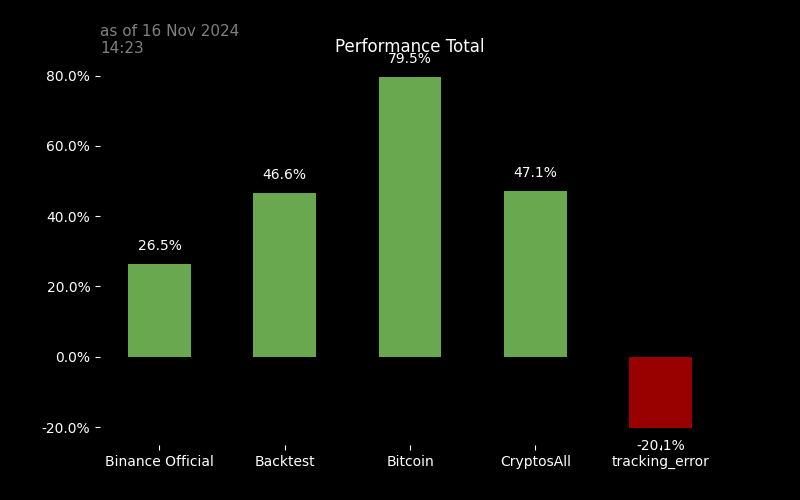 as of 16 Nov 2024
14:23
Performance Total
79.5%
80.0%
60.0%
47.1%
46.6%
40.0%
26.5%
20.0%
0.0%
-20.0%
-20.1%
Binance Official
Backtest
Bitcoin
CryptosAll
tracking_error